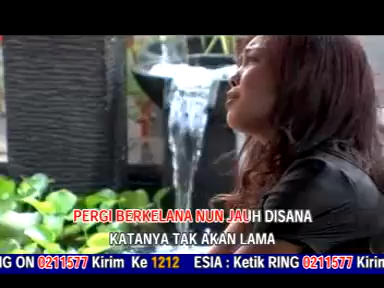 PERGI BERKELANA NUN JAUH DISANA
KATANYA TAK AKAN LAMA
NG ON 0211577 Kirim Ke 1212 ESIA : Ketik RING 0211577 Kirim K